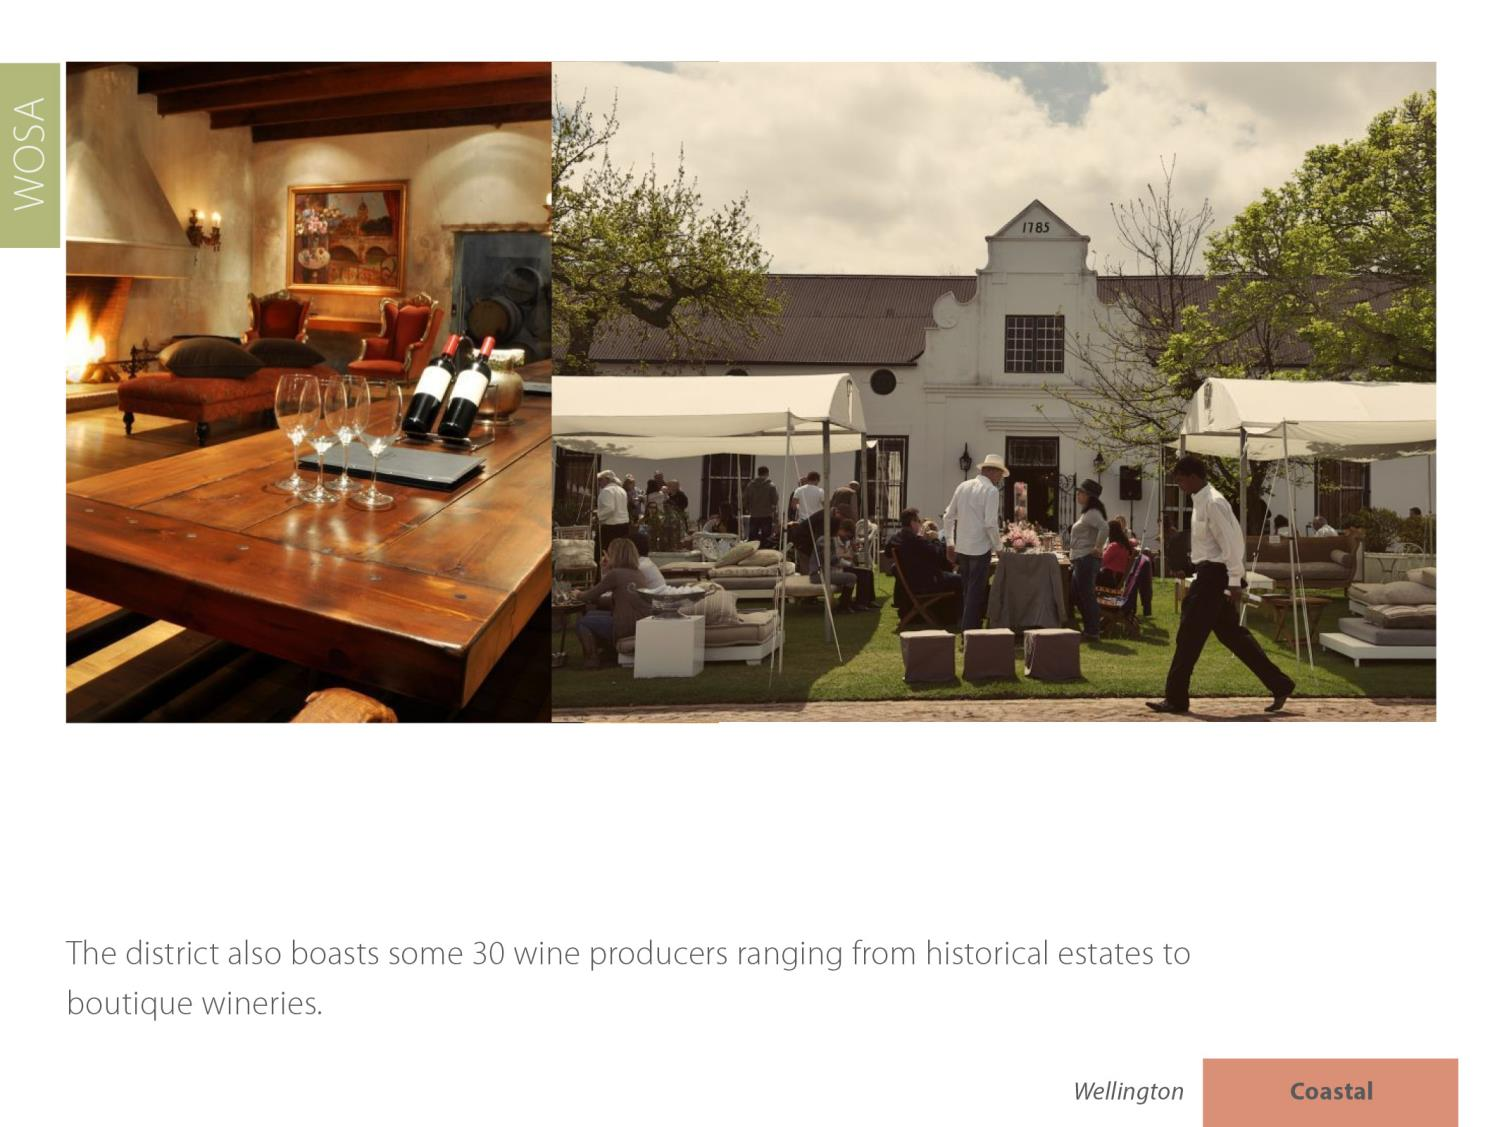 WOSA
1785
The district also boasts some 30 wine producers ranging from historical estates to
boutique wineries.
Wellington
Coastal